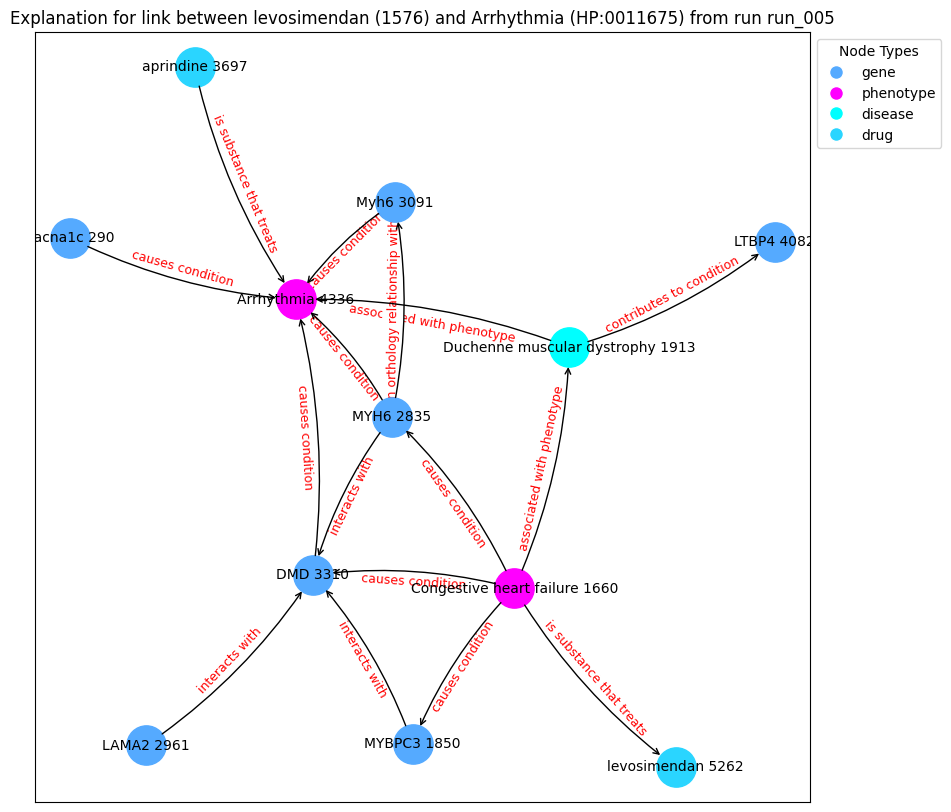 Explanation for link between levosimendan (1576) and Arrhythmia (HP:0011675) from run run_005
Node Types
gene
phenotype
disease
drug
aprindine 3697
is substance that treats
Myh6 3091
acna1c 290
LTBP4 4082
causes condition
causes condition
contributes to condition
Arrhythmia 4336
orthology relationship with
associated with phenotype
Duchenne muscular dystrophy 1913
causes condition
MYH6 2835
causes condition
associated with phenotype
interacts with
causes condition
DMD 3310
causes condition
Congestive heart failure 1660
interacts with
interacts with
causes condition
is substance that treats
LAMA2 2961
MYBPC3 1850
levosimendan 5262